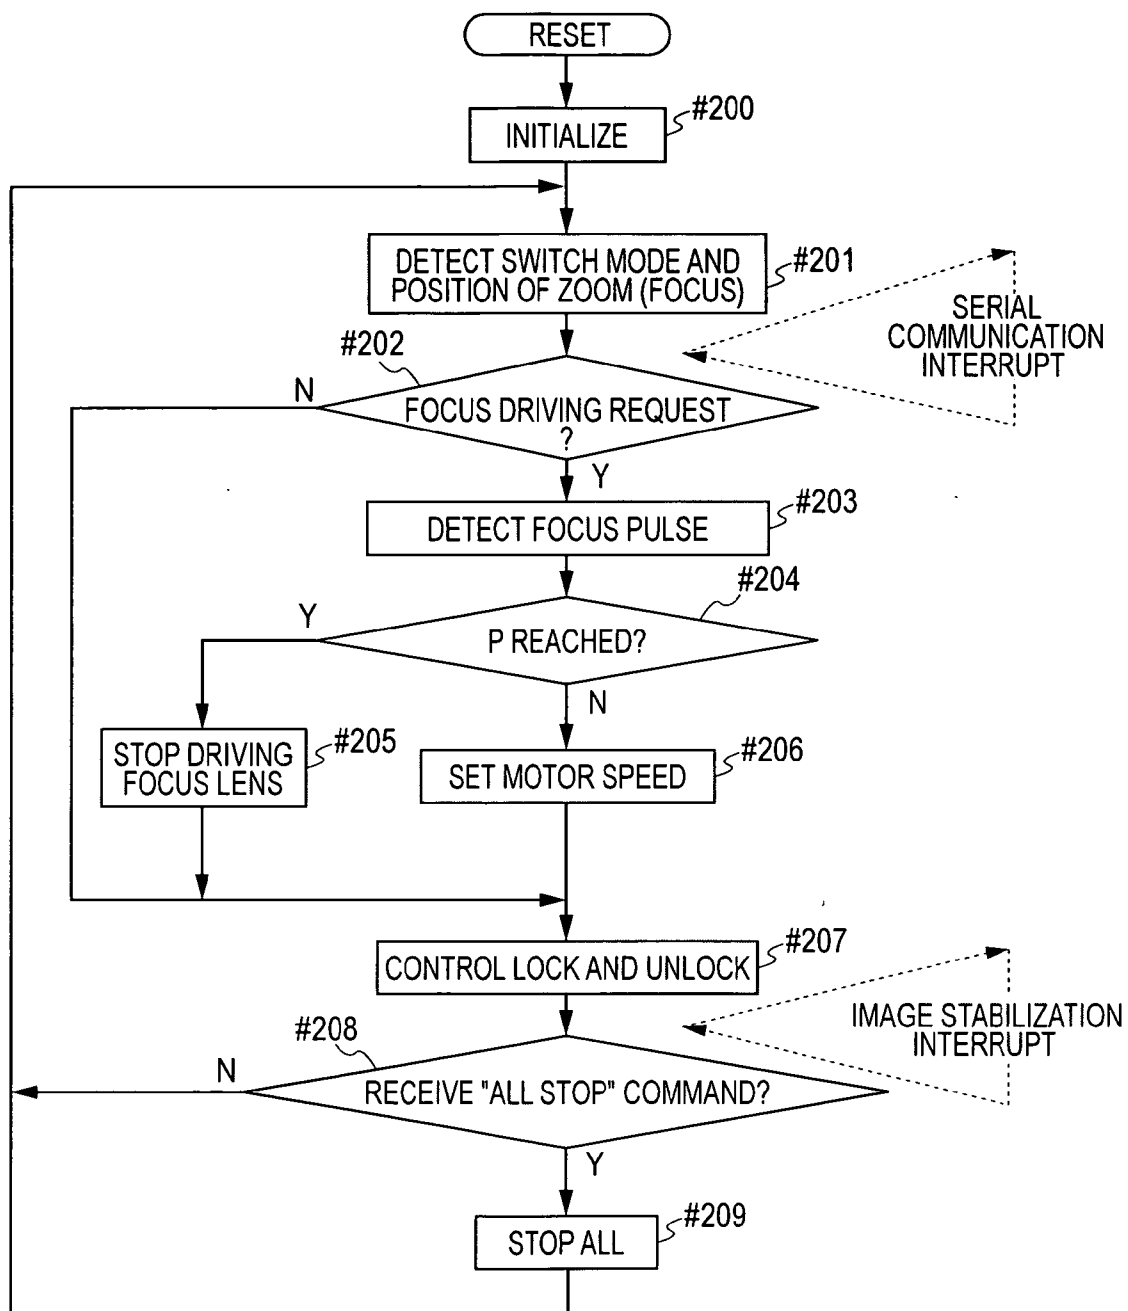 RESET
#200
INITIALIZE
DETECT SWITCH MODE AND
POSITION OF ZOOM (FOCUS)
#201
SERIAL
COMMUNICATION
INTERRUPT
#202
N
FOCUS DRIVING REQUEST
?
Y
#203
DETECT FOCUS PULSE
#204
Y
P REACHED?
N
STOP DRIVING
FOCUS LENS
#205
#206
SET MOTOR SPEED
#207
CONTROL LOCK AND UNLOCK
IMAGE STABILIZATION
INTERRUPT
#208
N
RECEIVE "ALL STOP" COMMAND?
Y
#209
STOP ALL